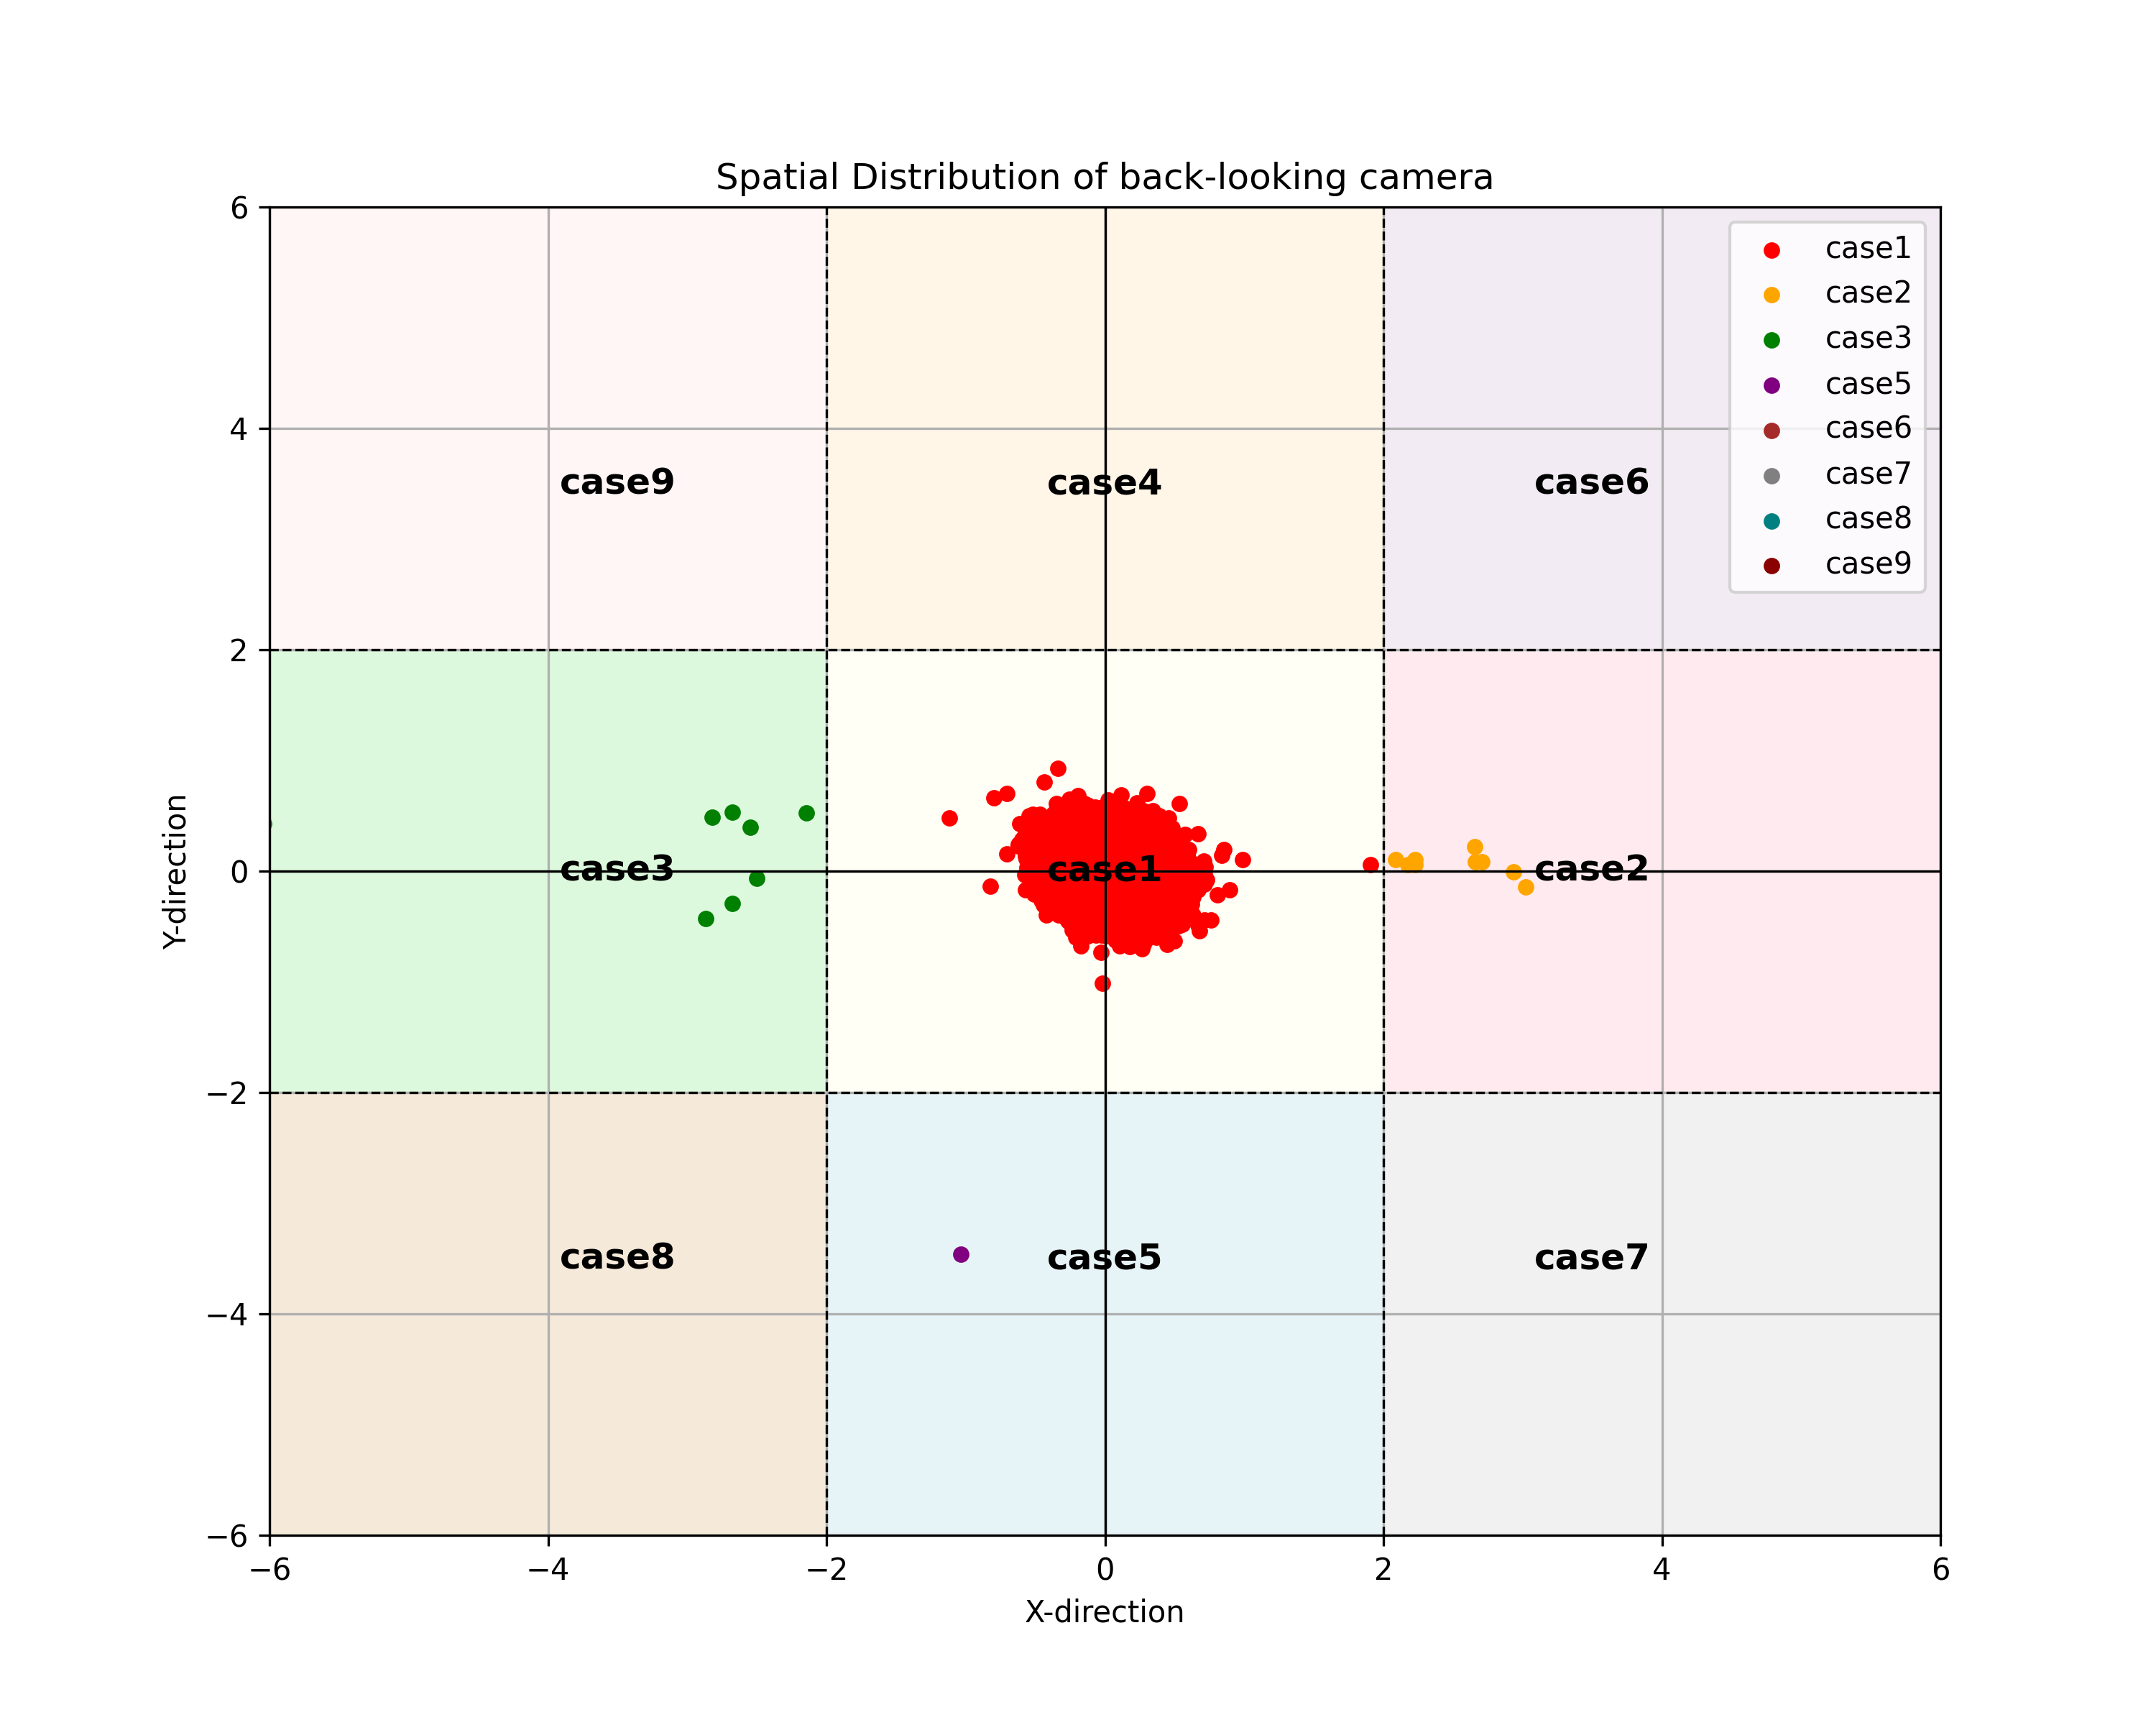 Spatial Distribution of back-looking camera
6
4
2
0
−2
−4
−6
Y-direction
case9
case4
case6
case3
case1
case2
case8
case5
case7
case1
case2
case3
case5
case6
case7
case8
case9
−6
−4
−2
0
2
4
6
X-direction